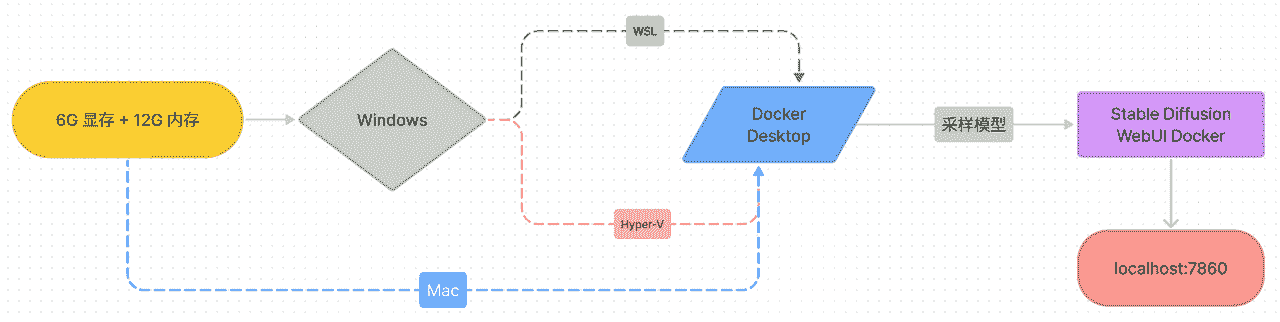 WSL
6G 显存 + 12G 内存
Windows
Docker
Desktop
采样模型
Stable Diffusion
WebUI Docker
Hyper-V
Mac
localhost:7860